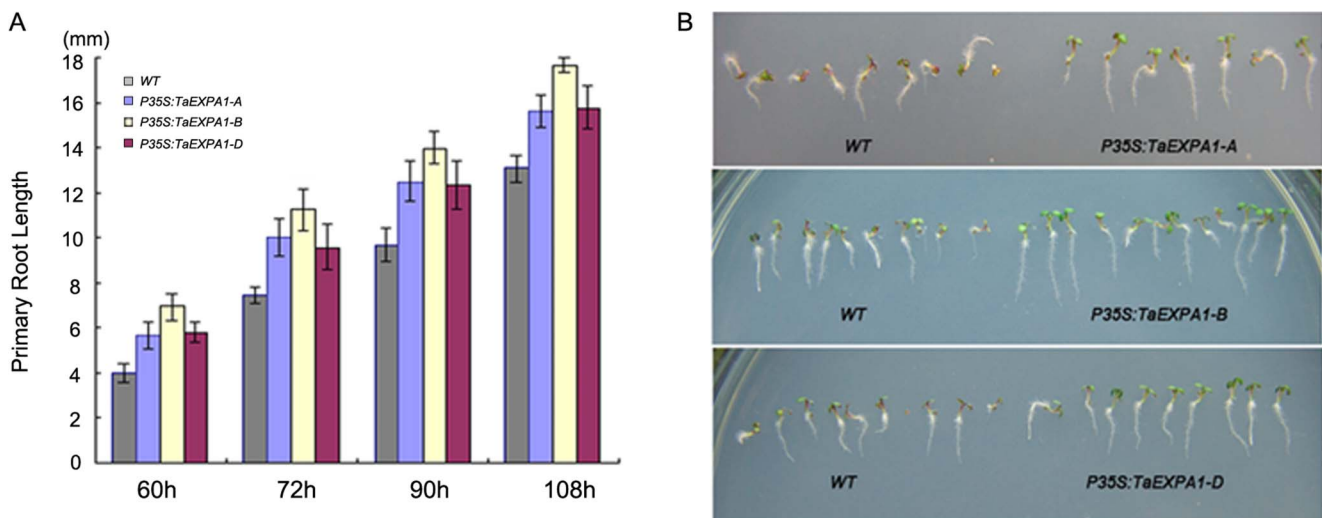 A
(mm)
18
16
14
12
10
8
6
4
2
0
Primary Root Length
WT
P35S:TaEXPA1-A
P35S:TaEXPA1-B
P35S:TaEXPA1-D
60h
72h
90h
108h
B
WT
P35S:TaEXPA1-A
WT
P35S:TaEXPA1-B
WT
P35S:TaEXPA1-D